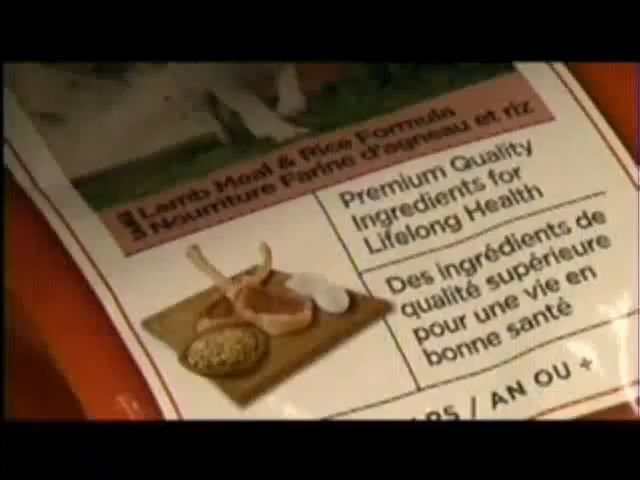 Lamb Meal & Rice Formula
Nourriture Farine d'agneau et riz
Premium Quality
Ingredients for
Lifelong Health
Des ingrédients de
qualité supérieure
pour une vie en
bonne santé
/ AN OU +